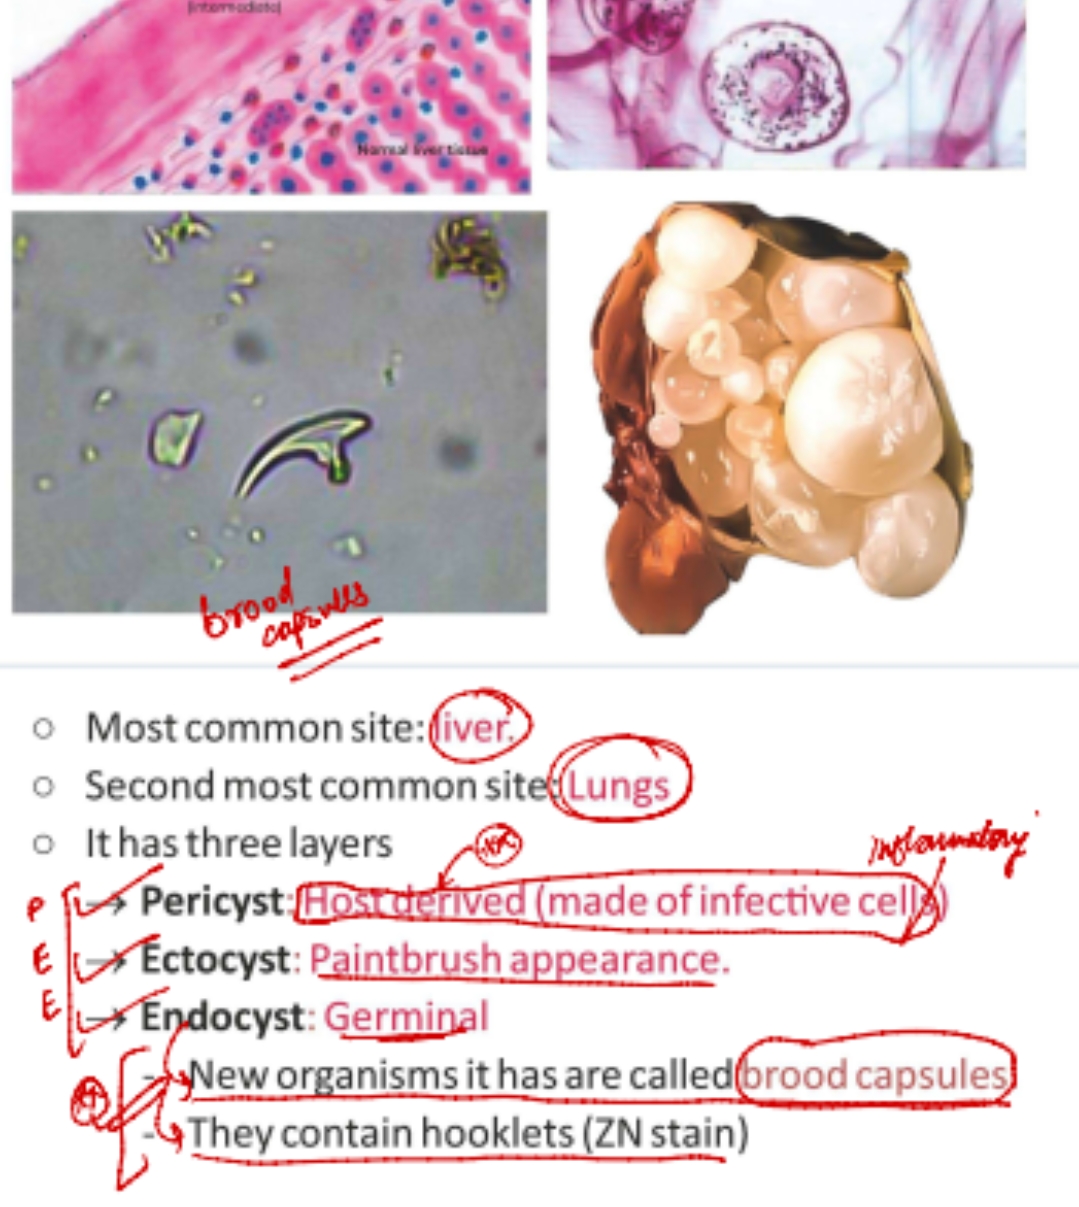 (intermediate)
Normal liver tissue
brood
capsules
○ Most common site: liver.
○ Second most common site: Lungs
○ It has three layers
inflammatory
P → Pericyst: Host derived (made of infective cells)
E → Ectocyst: Paintbrush appearance.
E → Endocyst: Germinal
- New organisms it has are called brood capsules
- They contain hooklets (ZN stain)